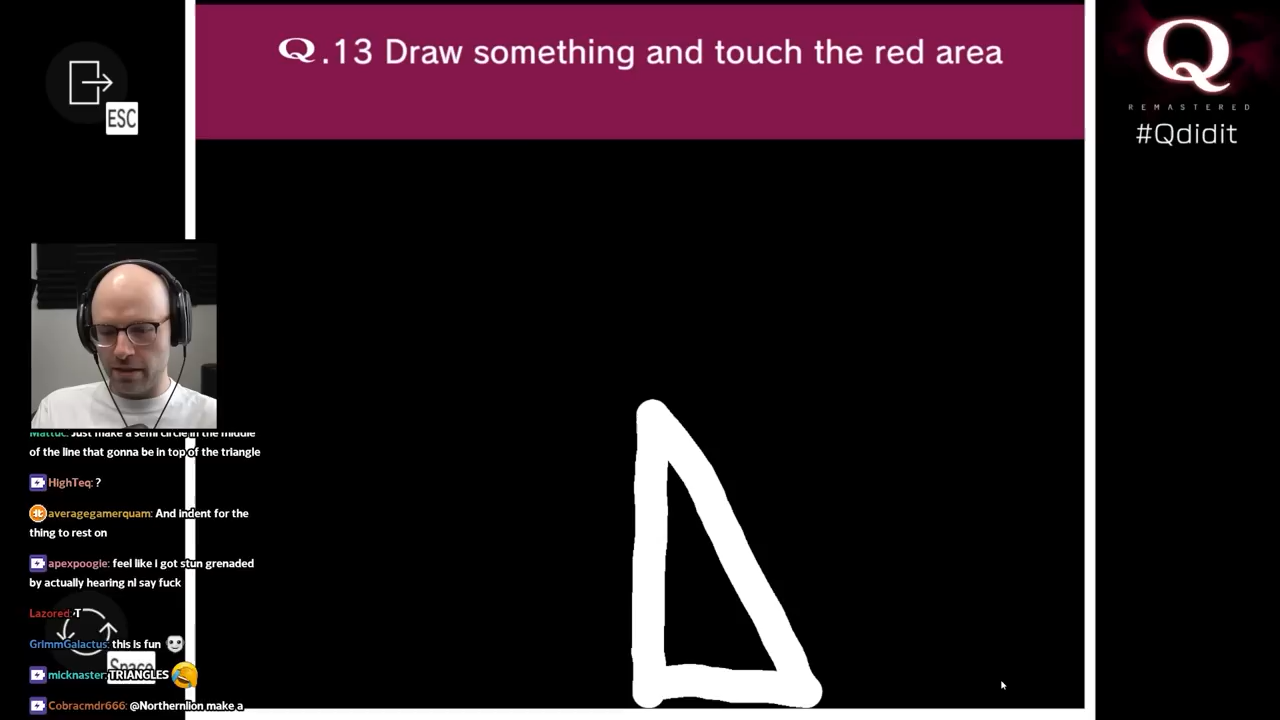 Q.13 Draw something and touch the red area
ESC
Q
REMASTERED
#Qdidit
Mattuc: Just make a semi circle in the middle
of the line that gonna be in top of the triangle
HighTeq: ?
averagegamerquam: And indent for the
thing to rest on
apexpoogle: feel like i got stun grenaded
by actually hearing nl say fuck
Lazored: T
GrimmGalactus: this is fun
Space
micknaster: TRIANGLES
Cobracmdr666: @Northernlion make a